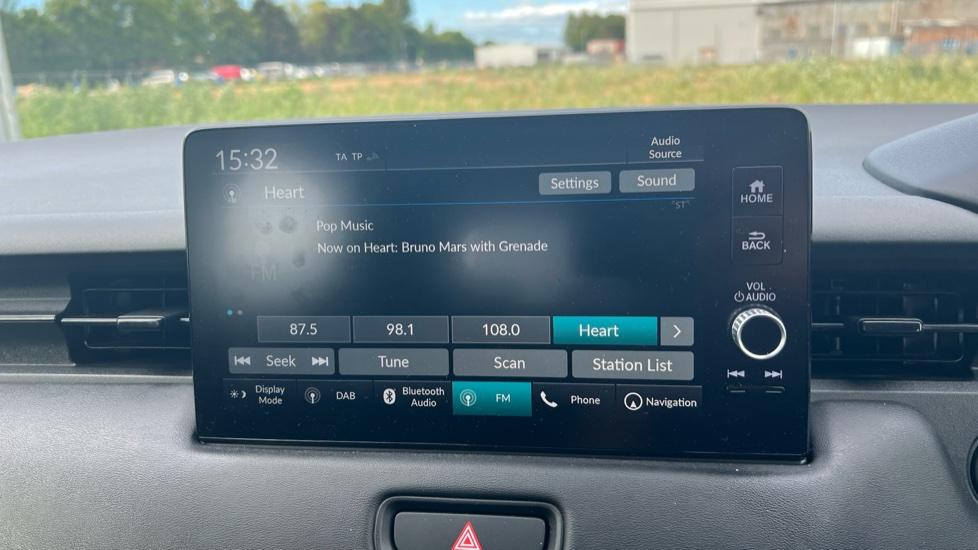 15:32
TA TP
Audio
Source
Heart
Settings
Sound
ST
Pop Music
Now on Heart: Bruno Mars with Grenade
FM
87.5
98.1
108.0
Heart
Seek
Tune
Scan
Station List
Display
Mode
DAB
Bluetooth
Audio
FM
Phone
Navigation
HOME
BACK
VOL
AUDIO